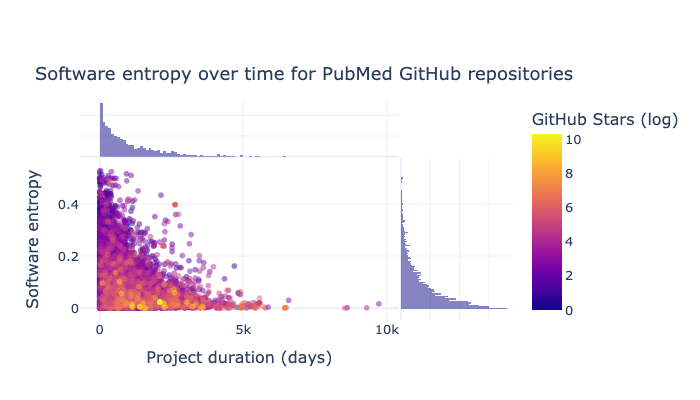 Software entropy over time for PubMed GitHub repositories
GitHub Stars (log)
10
8
6
4
2
0
Software entropy
0.4
0.2
0
0
5k
10k
Project duration (days)